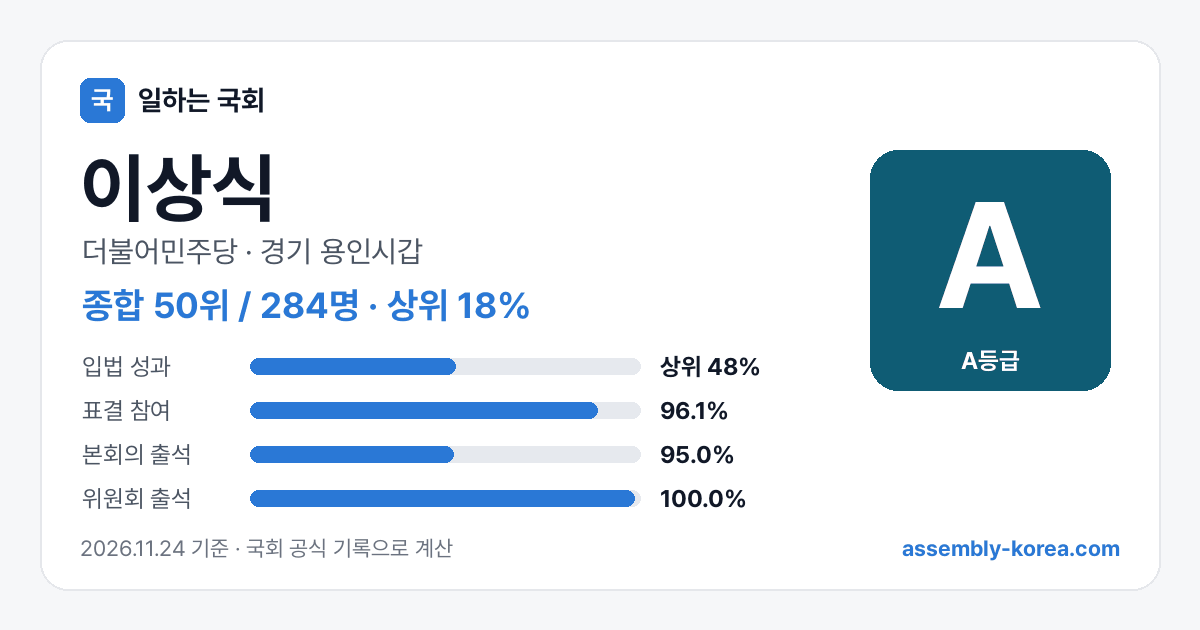 국 일하는 국회
이상식
더불어민주당 · 경기 용인시갑
종합 50위 / 284명 · 상위 18%
입법 성과 상위 48%
표결 참여 96.1%
본회의 출석 95.0%
위원회 출석 100.0%
A
A등급
2026.11.24 기준 · 국회 공식 기록으로 계산
assembly-korea.com